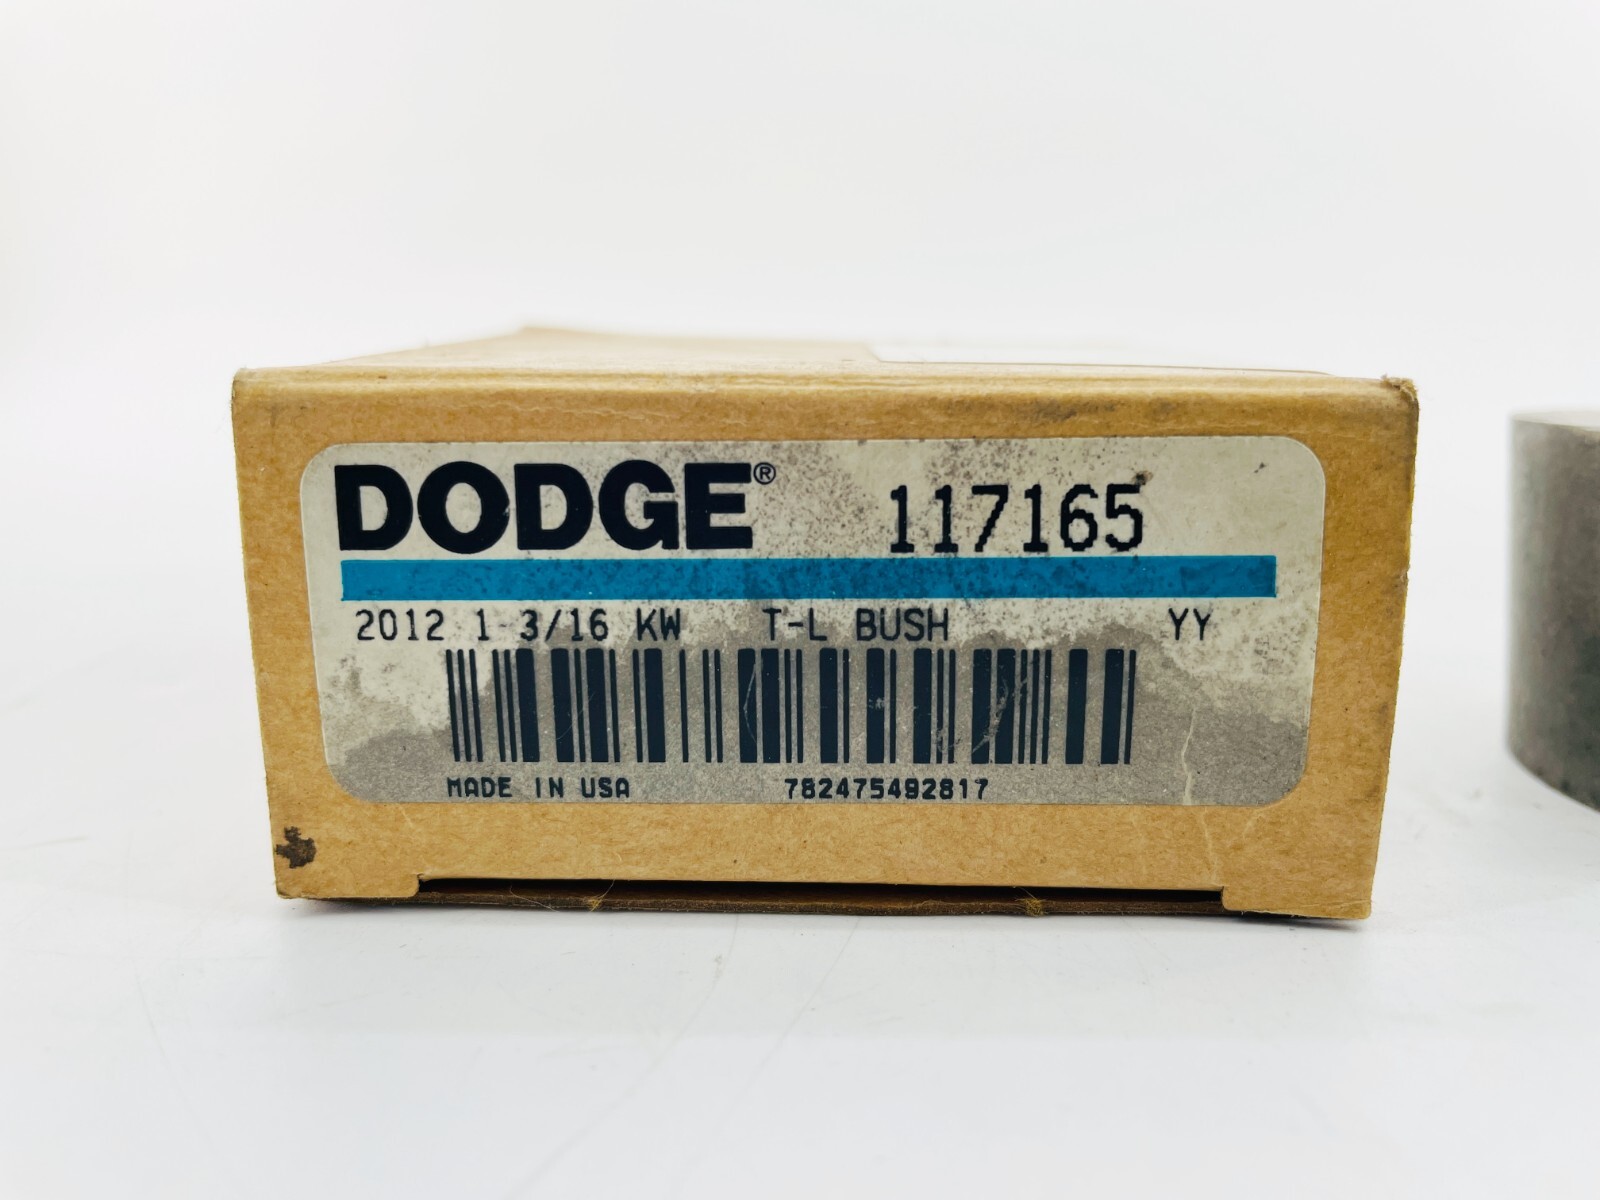 DODGE® 117165
2012 1-3/16 KW T-L BUSH YY
MADE IN USA 782475492817